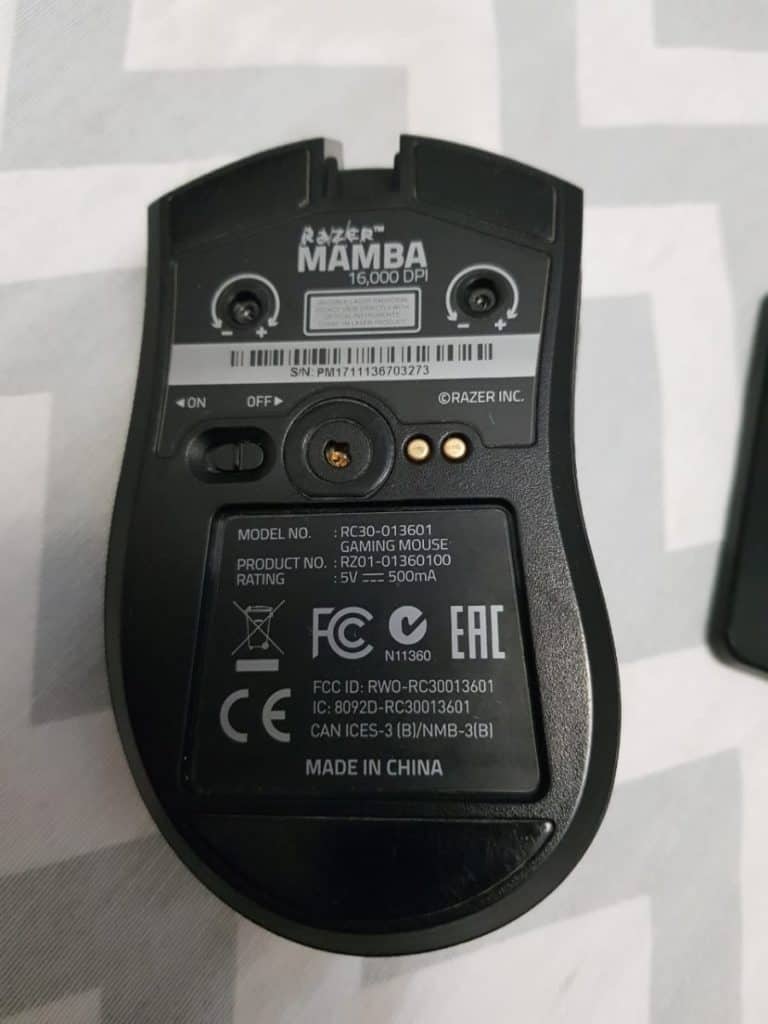 RAZER™
MAMBA
16,000 DPI
- +
- +
S/N: PM1711136703273
◄ON OFF► ©RAZER INC.
MODEL NO. : RC30-013601
GAMING MOUSE
PRODUCT NO. : RZ01-01360100
RATING : 5V ⎓ 500mA
FC EAC
N11360
FCC ID: RWO-RC30013601
IC: 8092D-RC30013601
CE CAN ICES-3 (B)/NMB-3(B)
MADE IN CHINA